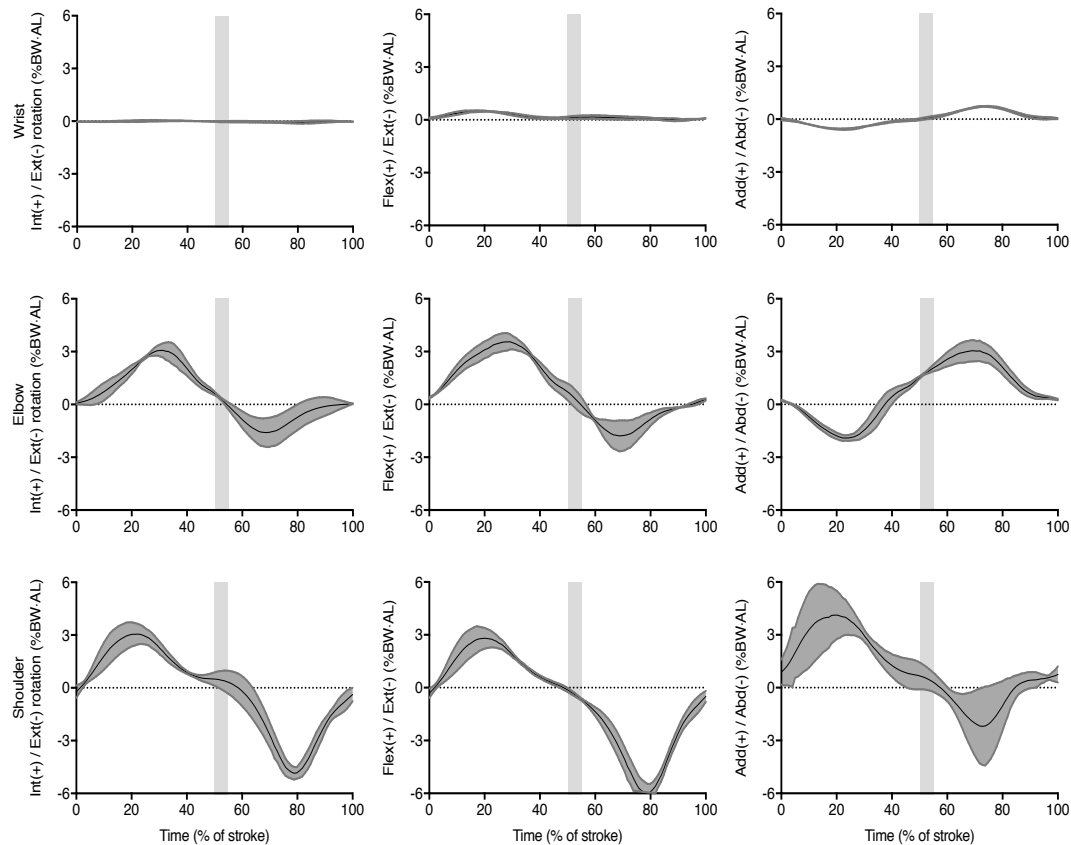 Wrist
Int(+) / Ext(-) rotation (%BW·AL)
6
3
0
-3
-6
0 20 40 60 80 100
Flex(+) / Ext(-) (%BW·AL)
6
3
0
-3
-6
0 20 40 60 80 100
Add(+) / Abd(-) (%BW·AL)
6
3
0
-3
-6
0 20 40 60 80 100
Elbow
Int(+) / Ext(-) rotation (%BW·AL)
6
3
0
-3
-6
0 20 40 60 80 100
Flex(+) / Ext(-) (%BW·AL)
6
3
0
-3
-6
0 20 40 60 80 100
Add(+) / Abd(-) (%BW·AL)
6
3
0
-3
-6
0 20 40 60 80 100
Shoulder
Int(+) / Ext(-) rotation (%BW·AL)
6
3
0
-3
-6
0 20 40 60 80 100
Time (% of stroke)
Flex(+) / Ext(-) (%BW·AL)
6
3
0
-3
-6
0 20 40 60 80 100
Time (% of stroke)
Add(+) / Abd(-) (%BW·AL)
6
3
0
-3
-6
0 20 40 60 80 100
Time (% of stroke)